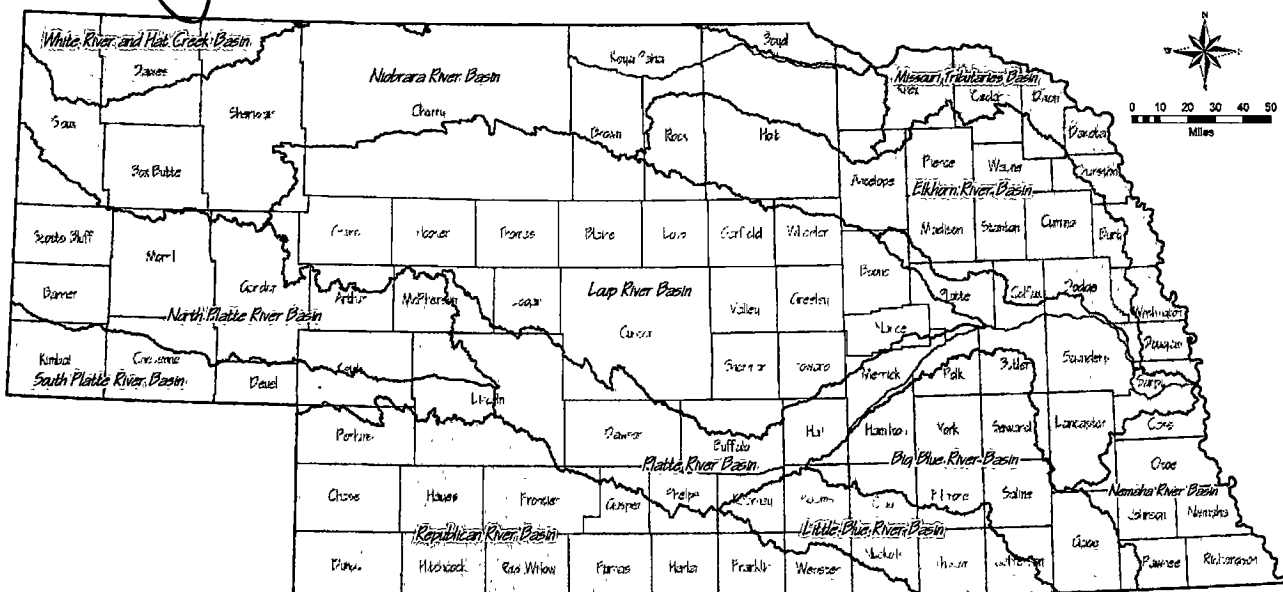 White River and Hat Creek Basin
Dawes
Boyd
Keya Paha
N
Niobrara River Basin
Missouri Tributaries Basin
Knox
Cedar
Dixon
0 10 20 30 40 50
Miles
Sioux
Sheridan
Cherry
Brown
Rock
Holt
Dakota
Box Butte
Antelope
Pierce
Wayne
Thurston
Elkhorn River Basin
Scotts Bluff
Morrill
Grant
Hooker
Thomas
Blaine
Loup
Garfield
Wheeler
Madison
Stanton
Cuming
Burt
Banner
Garden
Arthur
McPherson
Logan
Loup River Basin
Valley
Greeley
Boone
Platte
Colfax
Dodge
Washington
North Platte River Basin
Custer
Nance
Douglas
Kimball
Cheyenne
Keith
Sherman
Howard
Merrick
Polk
Butler
Saunders
Sarpy
South Platte River Basin
Deuel
Lincoln
Perkins
Dawson
Buffalo
Hall
Hamilton
York
Seward
Lancaster
Cass
Platte River Basin
Big Blue River Basin
Otoe
Chase
Hayes
Frontier
Gosper
Phelps
Kearney
Adams
Clay
Fillmore
Saline
Nemaha River Basin
Republican River Basin
Little Blue River Basin
Johnson
Nemaha
Dundy
Hitchcock
Red Willow
Furnas
Harlan
Franklin
Webster
Nuckolls
Thayer
Jefferson
Gage
Pawnee
Richardson